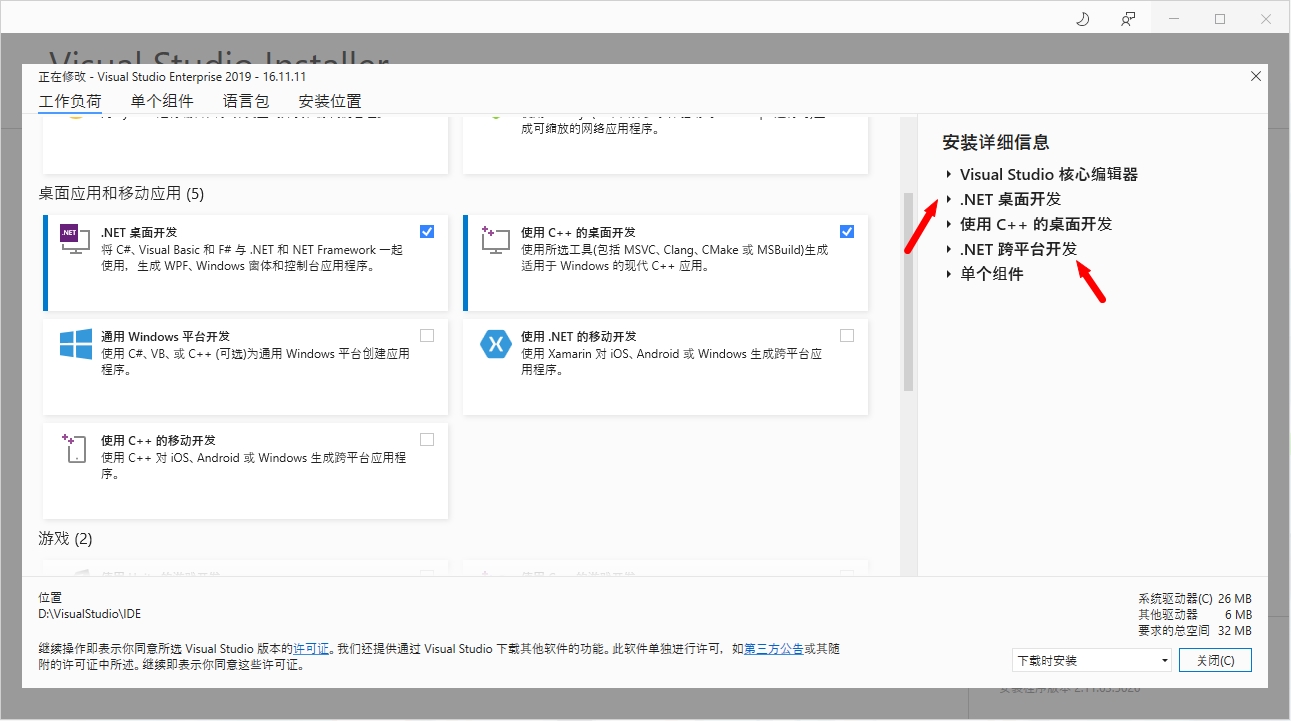 Visual Studio Installer
正在修改 - Visual Studio Enterprise 2019 - 16.11.11
工作负荷 单个组件 语言包 安装位置
成可缩放的网络应用程序。
桌面应用和移动应用 (5)
.NET 桌面开发
将 C#、Visual Basic 和 F# 与 .NET 和 NET Framework 一起
使用，生成 WPF、Windows 窗体和控制台应用程序。
使用 C++ 的桌面开发
使用所选工具(包括 MSVC、Clang、CMake 或 MSBuild)生成
适用于 Windows 的现代 C++ 应用。
通用 Windows 平台开发
使用 C#、VB、或 C++ (可选)为通用 Windows 平台创建应用
程序。
使用 .NET 的移动开发
使用 Xamarin 对 iOS、Android 或 Windows 生成跨平台应
用程序。
使用 C++ 的移动开发
使用 C++ 对 iOS、Android 或 Windows 生成跨平台应用程
序。
游戏 (2)
安装详细信息
Visual Studio 核心编辑器
.NET 桌面开发
使用 C++ 的桌面开发
.NET 跨平台开发
单个组件
位置
D:\VisualStudio\IDE
继续操作即表示你同意所选 Visual Studio 版本的许可证。我们还提供通过 Visual Studio 下载其他软件的功能。此软件单独进行许可，如第三方公告或其随
附的许可证中所述。继续即表示你同意这些许可证。
系统驱动器(C) 26 MB
其他驱动器 6 MB
要求的总空间 32 MB
下载时安装
关闭(C)